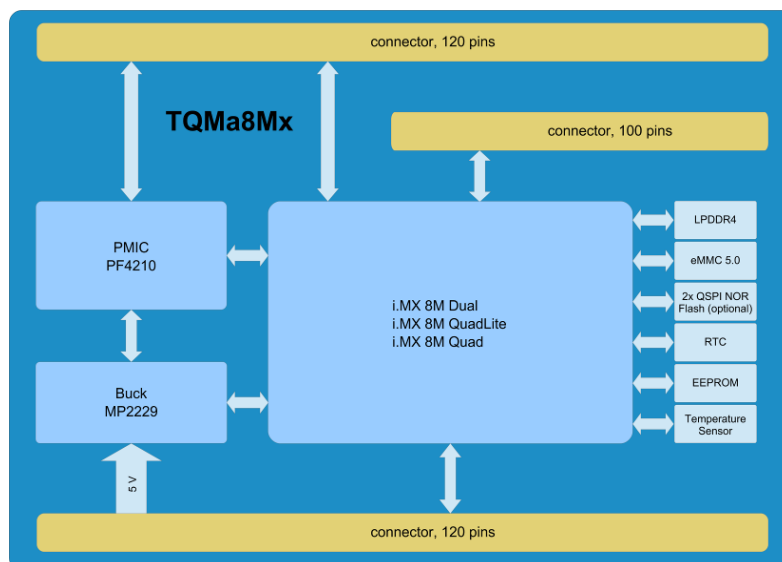 connector, 120 pins
TQMa8Mx
connector, 100 pins
PMIC
PF4210
LPDDR4
eMMC 5.0
i.MX 8M Dual
i.MX 8M QuadLite
i.MX 8M Quad
2x QSPI NOR
Flash (optional)
RTC
Buck
MP2229
EEPROM
Temperature
Sensor
5 V
connector, 120 pins